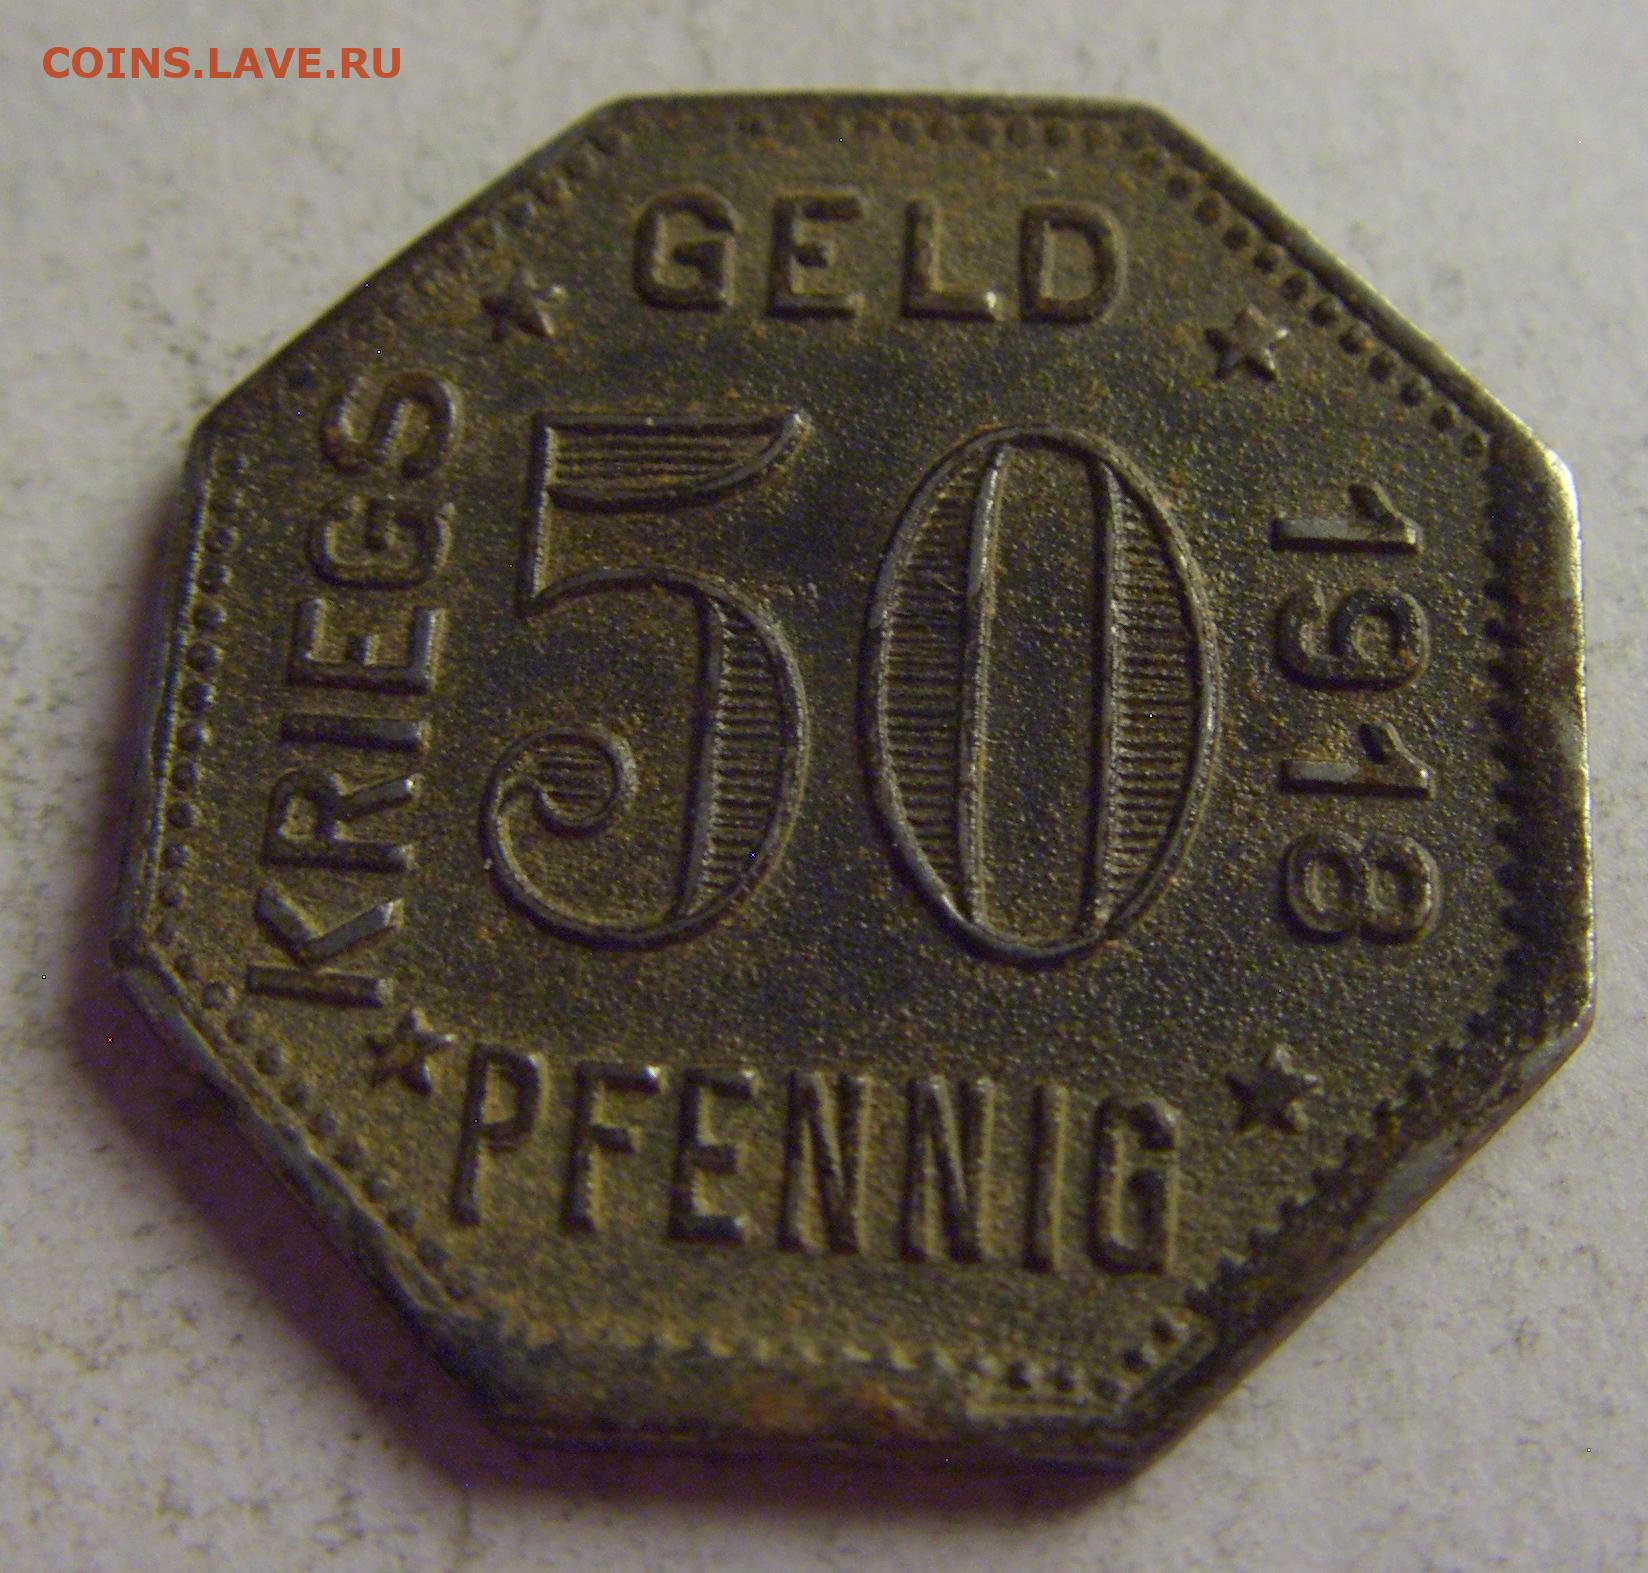 COINS.LAVE.RU
KRIEGS
GELD
1918
50
PFENNIG